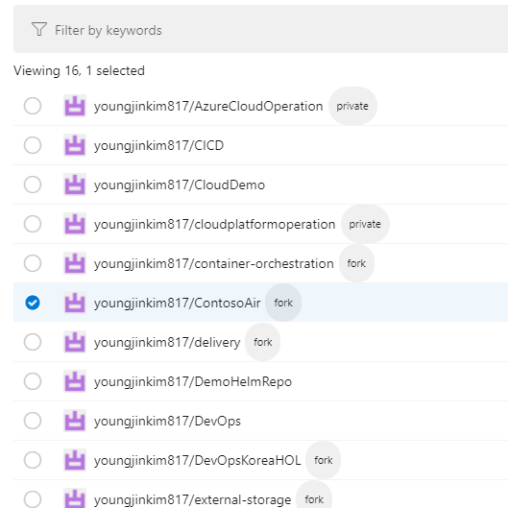 Filter by keywords
Viewing 16, 1 selected
youngjinkim817/AzureCloudOperation private
youngjinkim817/CICD
youngjinkim817/CloudDemo
youngjinkim817/cloudplatformoperation private
youngjinkim817/container-orchestration fork
youngjinkim817/ContosoAir fork
youngjinkim817/delivery fork
youngjinkim817/DemoHelmRepo
youngjinkim817/DevOps
youngjinkim817/DevOpsKoreaHOL fork
youngjinkim817/external-storage fork